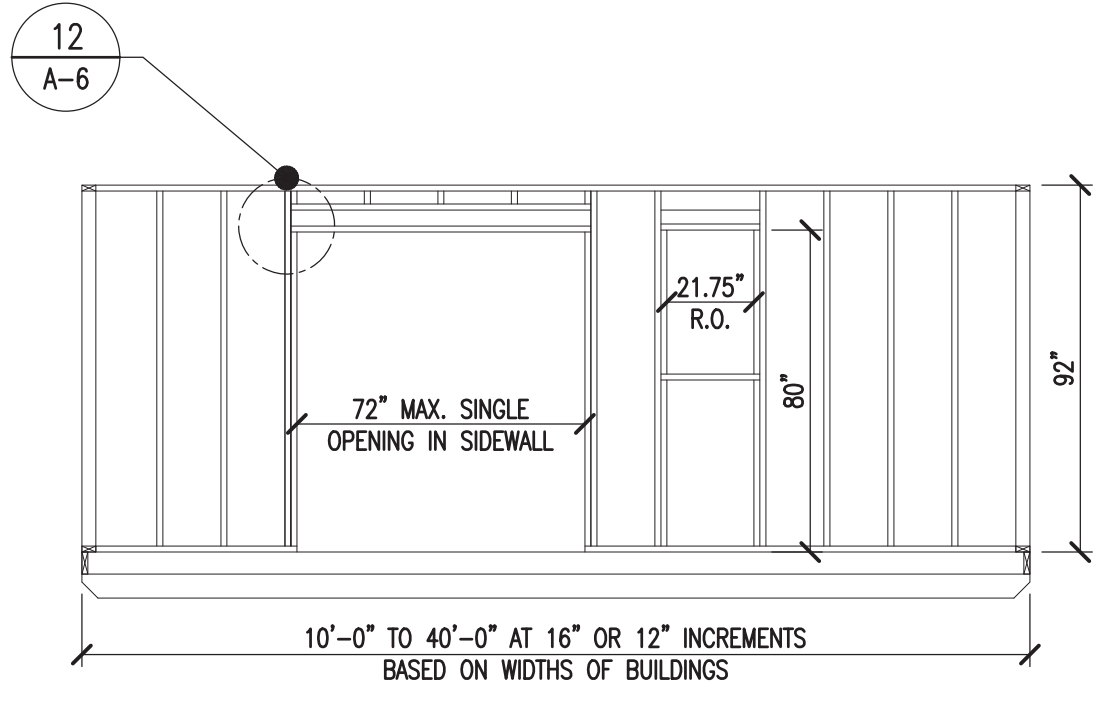 12
A-6
21.75”
R.O.
72” MAX. SINGLE
OPENING IN SIDEWALL
80”
92”
10’-0” TO 40’-0” AT 16” OR 12” INCREMENTS
BASED ON WIDTHS OF BUILDINGS